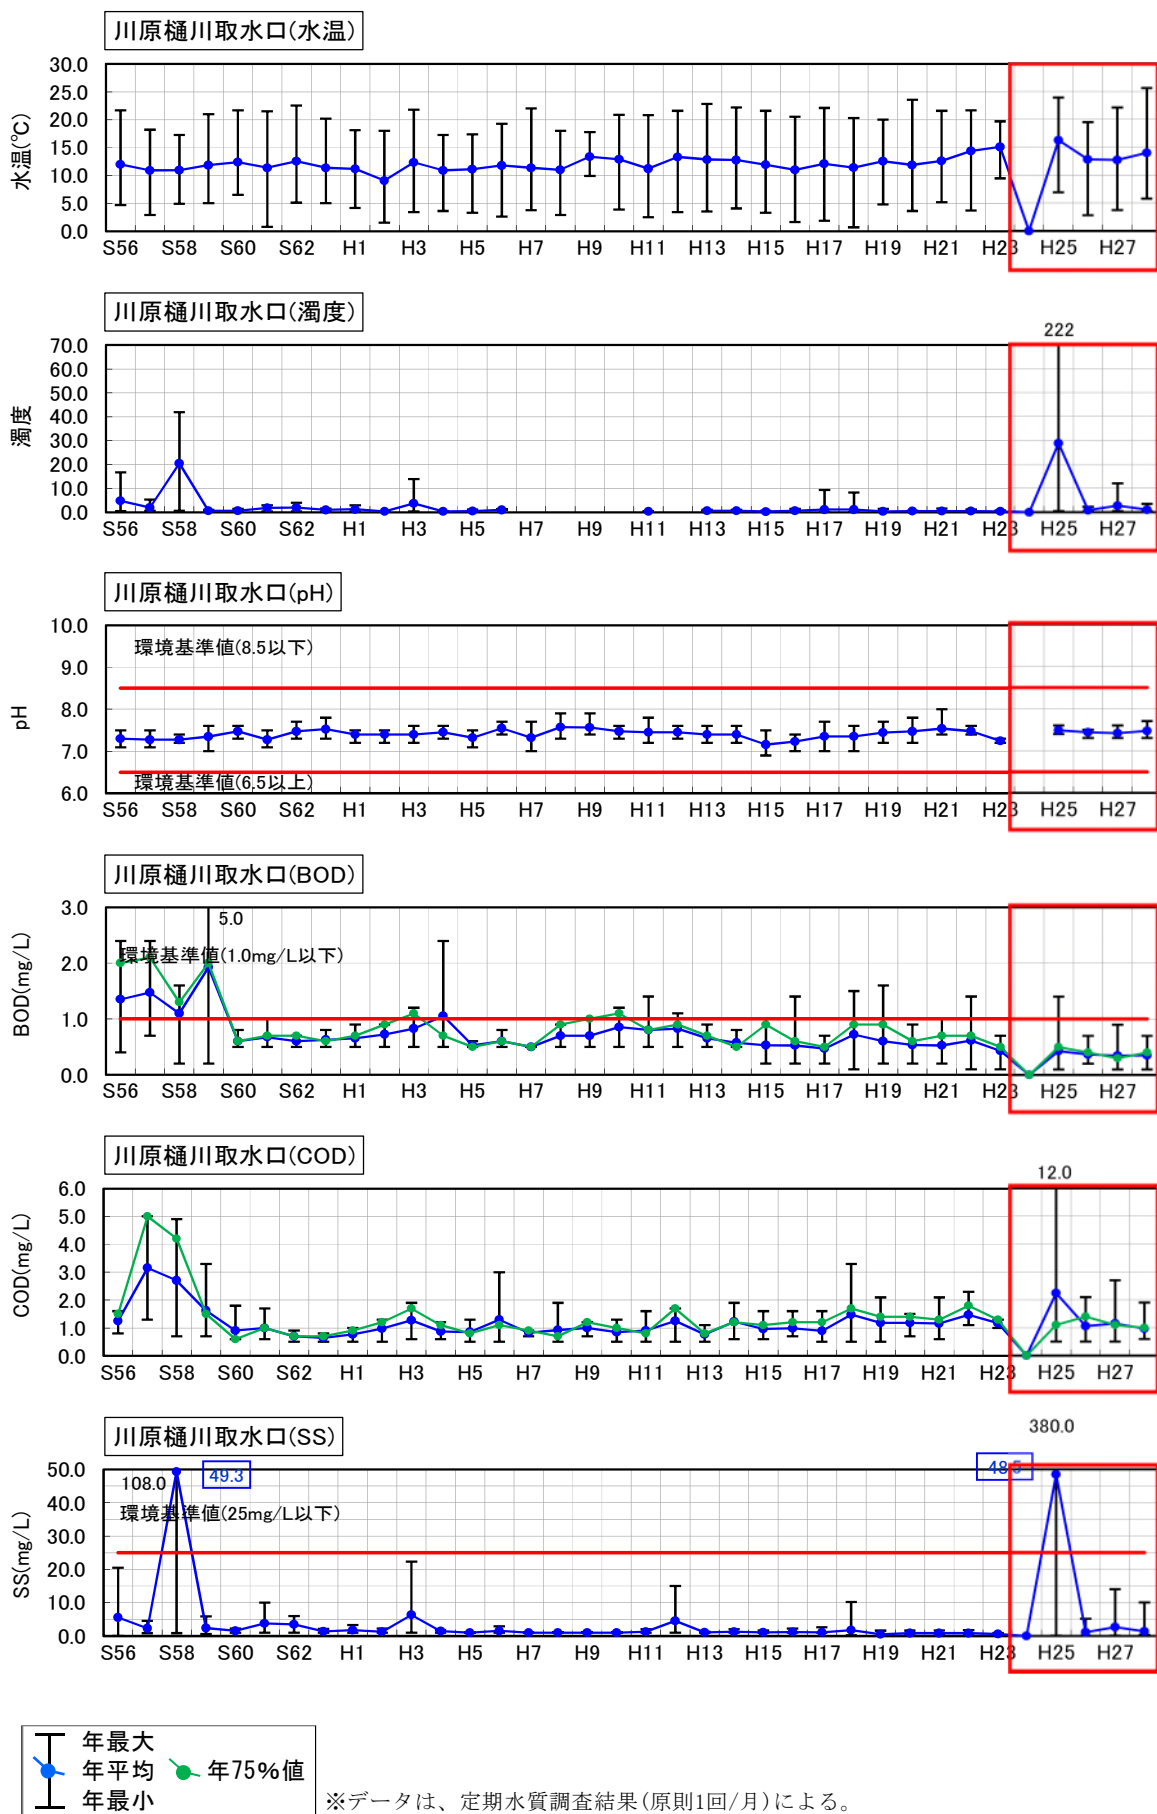 川原樋川取水口(水温)
水温(℃)
30.0
25.0
20.0
15.0
10.0
5.0
0.0
S56 S58 S60 S62 H1 H3 H5 H7 H9 H11 H13 H15 H17 H19 H21 H23 H25 H27
川原樋川取水口(濁度)
222
濁度
70.0
60.0
50.0
40.0
30.0
20.0
10.0
0.0
S56 S58 S60 S62 H1 H3 H5 H7 H9 H11 H13 H15 H17 H19 H21 H23 H25 H27
川原樋川取水口(pH)
pH
10.0
環境基準値(8.5以下)
9.0
8.0
7.0
環境基準値(6.5以上)
6.0
S56 S58 S60 S62 H1 H3 H5 H7 H9 H11 H13 H15 H17 H19 H21 H23 H25 H27
川原樋川取水口(BOD)
BOD(mg/L)
3.0
5.0
環境基準値(1.0mg/L以下)
2.0
1.0
0.0
S56 S58 S60 S62 H1 H3 H5 H7 H9 H11 H13 H15 H17 H19 H21 H23 H25 H27
川原樋川取水口(COD)
12.0
COD(mg/L)
6.0
5.0
4.0
3.0
2.0
1.0
0.0
S56 S58 S60 S62 H1 H3 H5 H7 H9 H11 H13 H15 H17 H19 H21 H23 H25 H27
川原樋川取水口(SS)
380.0
SS(mg/L)
50.0
108.0
49.3
48.5
環境基準値(25mg/L以下)
40.0
30.0
20.0
10.0
0.0
S56 S58 S60 S62 H1 H3 H5 H7 H9 H11 H13 H15 H17 H19 H21 H23 H25 H27
年最大
年平均 年75%値
年最小
※データは、定期水質調査結果(原則1回/月)による。